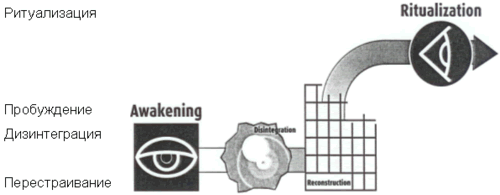 Ритуализация
Ritualization
Пробуждение
Awakening
Дизинтеграция
Disintegration
Перестраивание
Reconstruction